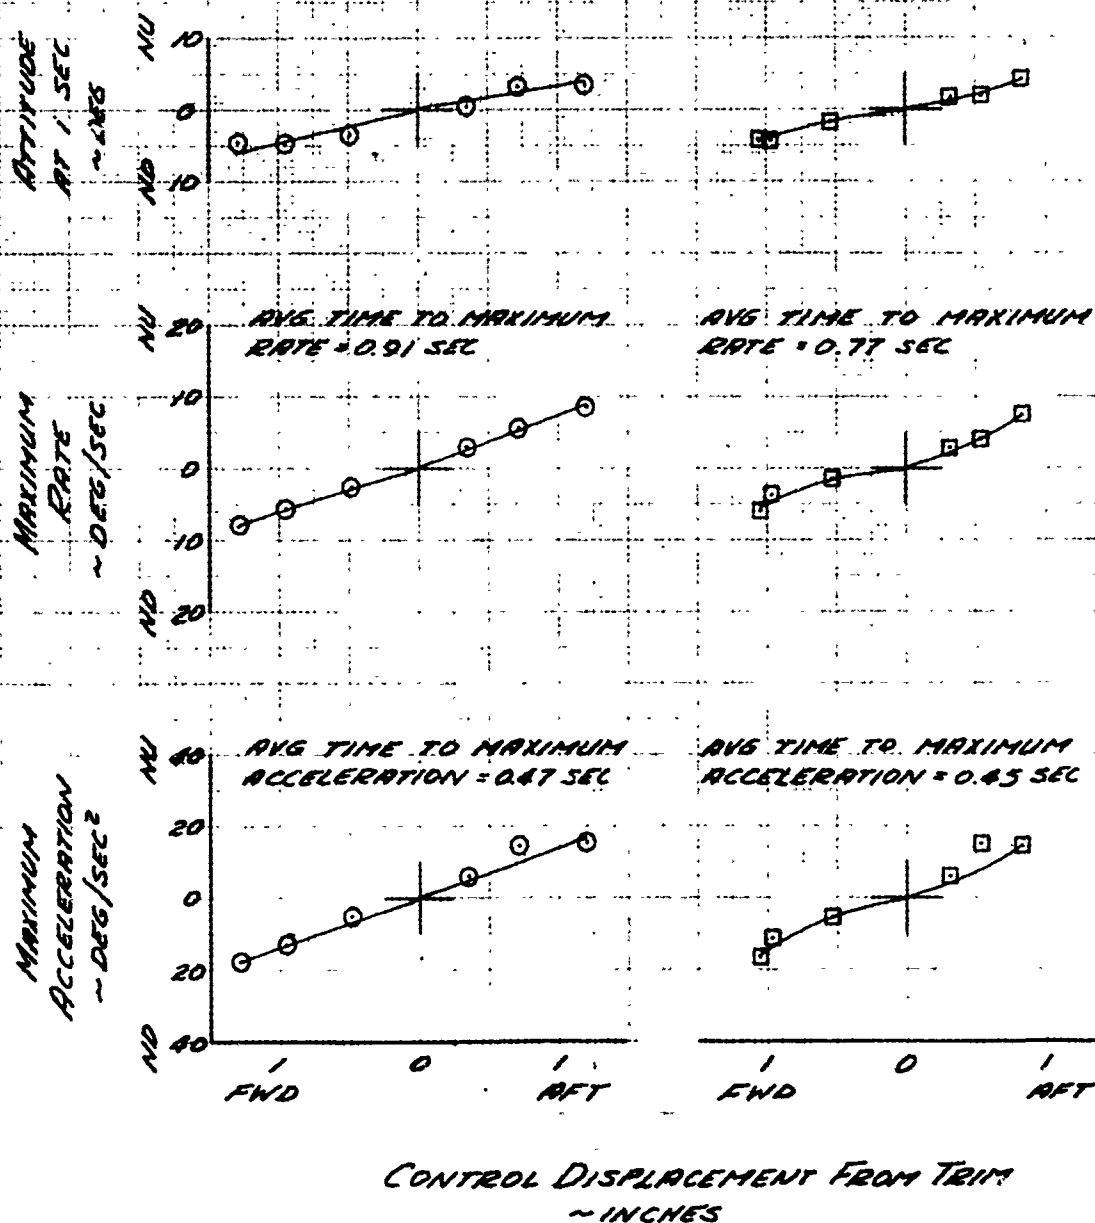 ATTITUDE
AT 1 SEC
~ DEG
NU
ND
10
0
10
MAXIMUM
RATE
~ DEG/SEC
NU
ND
20
10
0
10
20
AVG TIME TO MAXIMUM
RATE = 0.91 SEC
AVG TIME TO MAXIMUM
RATE = 0.77 SEC
MAXIMUM
ACCELERATION
~ DEG/SEC²
NU
ND
40
20
0
20
40
AVG TIME TO MAXIMUM
ACCELERATION = 0.47 SEC
AVG TIME TO MAXIMUM
ACCELERATION = 0.45 SEC
1 0 1
FWD AFT
1 0 1
FWD AFT
CONTROL DISPLACEMENT FROM TRIM
~ INCHES